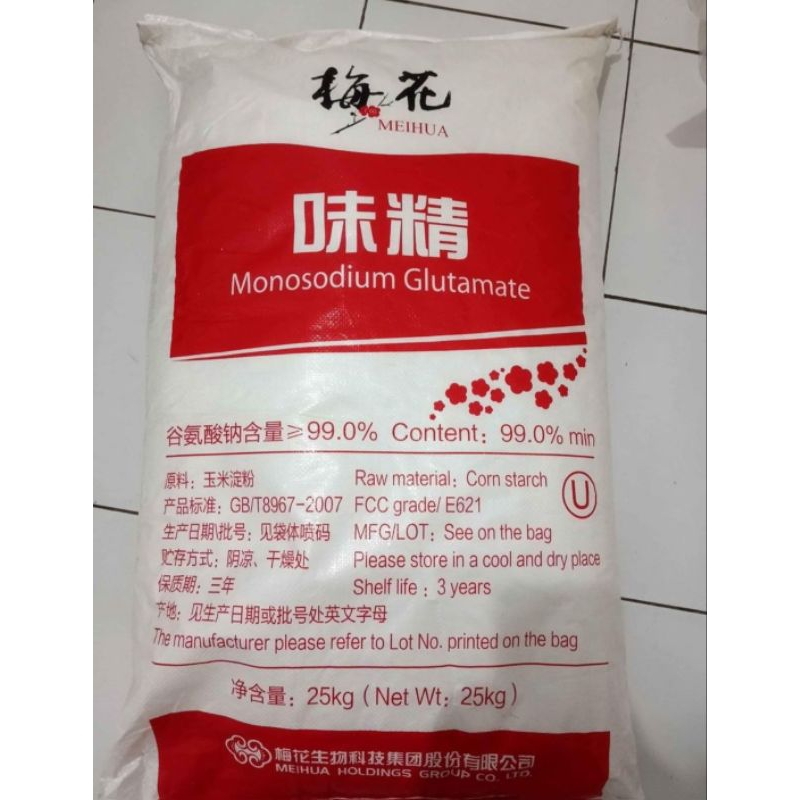 梅花
MEIHUA
味精
Monosodium Glutamate
谷氨酸钠含量≥99.0% Content: 99.0% min
原料：玉米淀粉 Raw material: Corn starch
产品标准：GB/T8967-2007 FCC grade/ E621
U
生产日期\批号：见袋体喷码 MFG/LOT: See on the bag
贮存方式：阴凉、干燥处 Please store in a cool and dry place
保质期：三年 Shelf life : 3 years
产地：见生产日期或批号处英文字母
The manufacturer please refer to Lot No. printed on the bag
净含量：25kg (Net Wt: 25kg)
梅花生物科技集团股份有限公司
MEIHUA HOLDINGS GROUP CO. LTD.